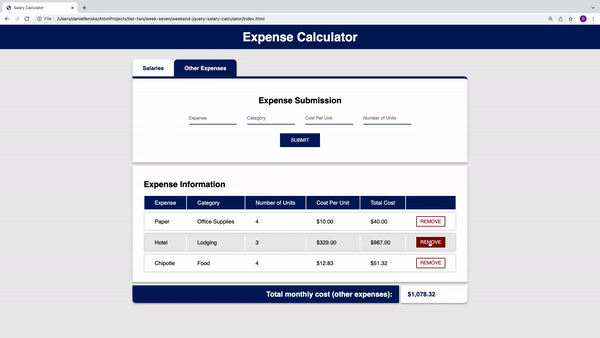 Salary Calculator
File | /Users/danielfenske/AtomProjects/tier-two/week-seven/weekend-jquery-salary-calculator/index.html
Expense Calculator
Salaries Other Expenses
Expense Submission
Expense Category Cost Per Unit Number of Units
SUBMIT
Expense Information
Expense Category Number of Units Cost Per Unit Total Cost
Paper Office Supplies 4 $10.00 $40.00 REMOVE
Hotel Lodging 3 $329.00 $987.00 REMOVE
Chipotle Food 4 $12.83 $51.32 REMOVE
Total monthly cost (other expenses): $1,078.32